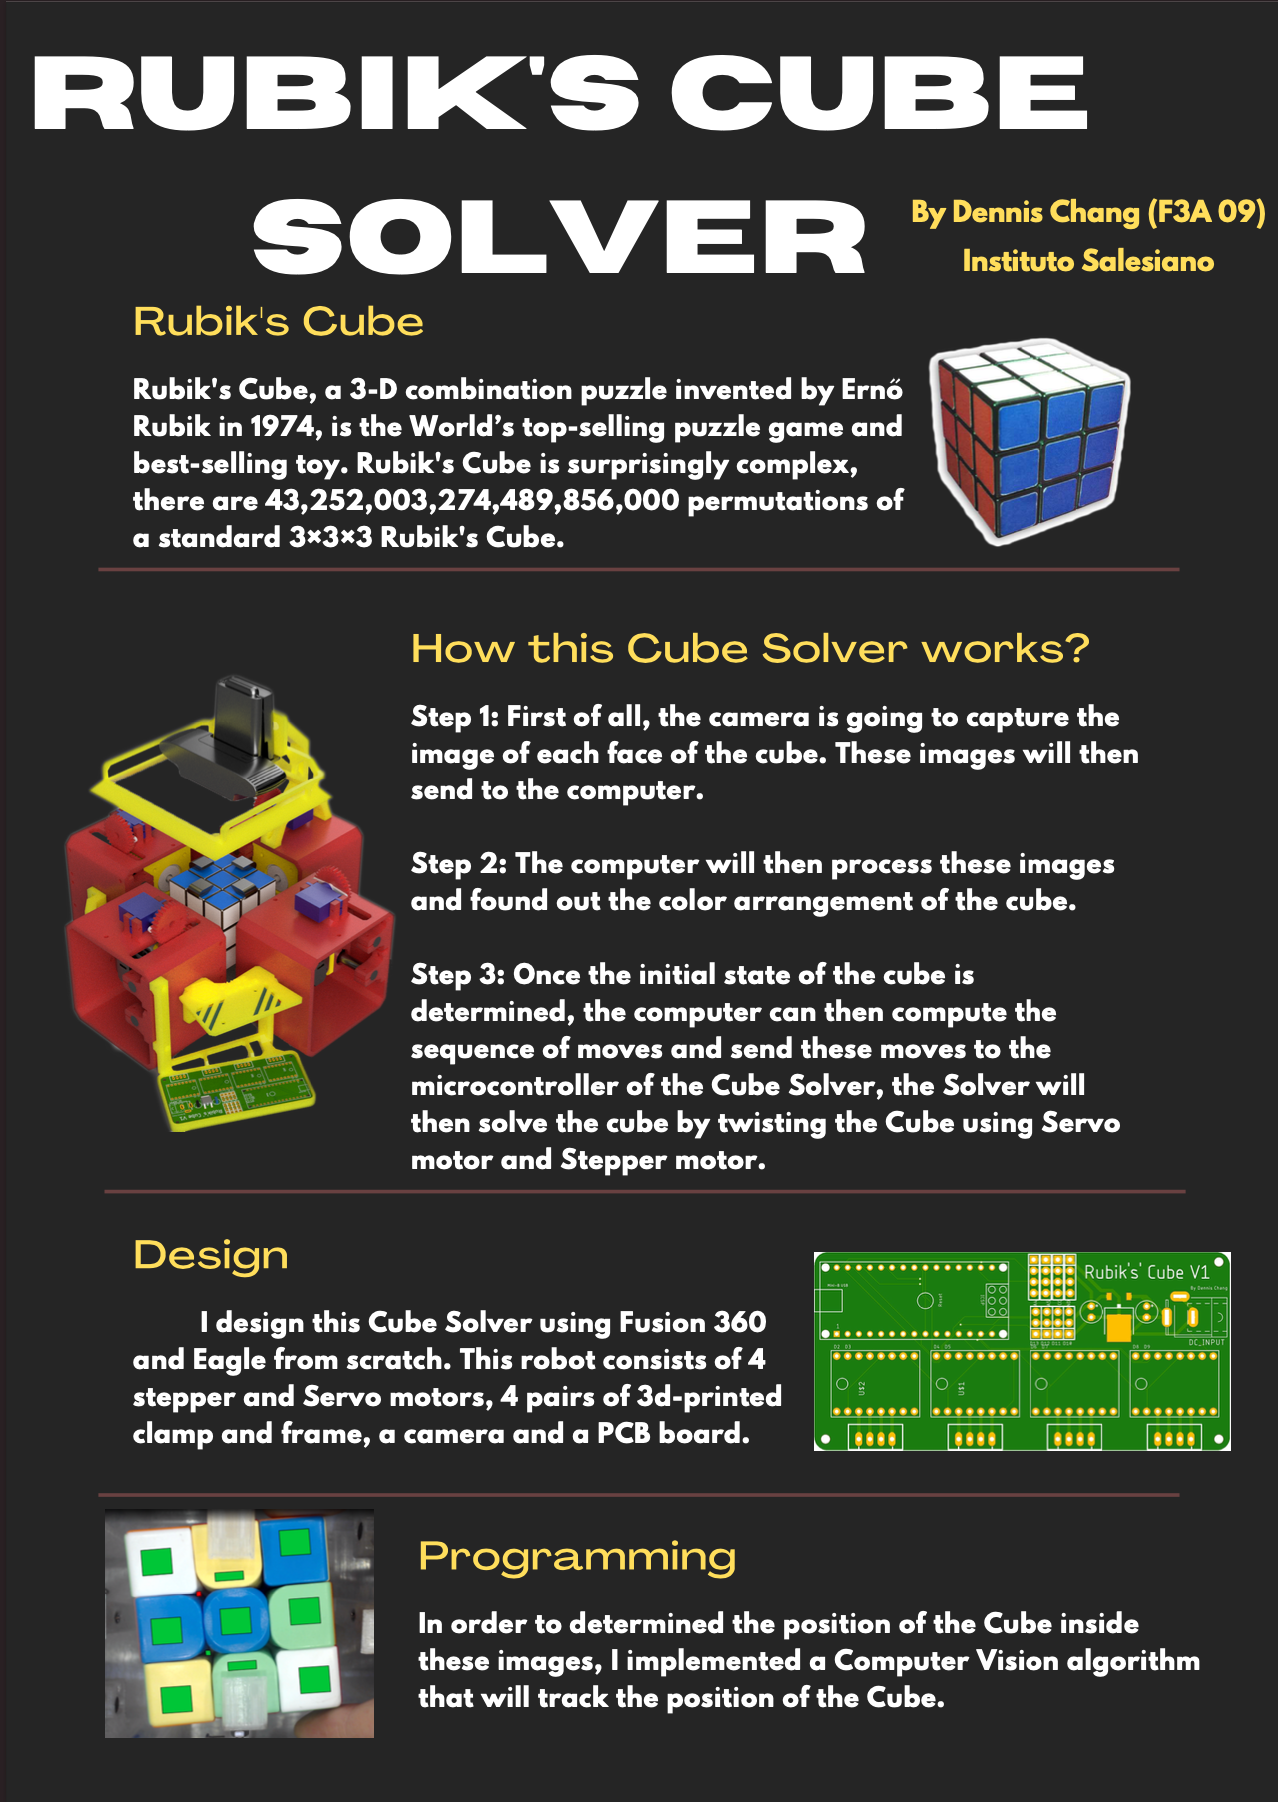 RUBIK'S CUBE
SOLVER
By Dennis Chang (F3A 09)
Instituto Salesiano
Rubik's Cube
Rubik's Cube, a 3-D combination puzzle invented by Ernő
Rubik in 1974, is the World’s top-selling puzzle game and
best-selling toy. Rubik's Cube is surprisingly complex,
there are 43,252,003,274,489,856,000 permutations of
a standard 3×3×3 Rubik's Cube.
How this Cube Solver works?
Step 1: First of all, the camera is going to capture the
image of each face of the cube. These images will then
send to the computer.
Step 2: The computer will then process these images
and found out the color arrangement of the cube.
Step 3: Once the initial state of the cube is
determined, the computer can then compute the
sequence of moves and send these moves to the
microcontroller of the Cube Solver, the Solver will
then solve the cube by twisting the Cube using Servo
motor and Stepper motor.
Rubik's Cube V1
Design
I design this Cube Solver using Fusion 360
and Eagle from scratch. This robot consists of 4
stepper and Servo motors, 4 pairs of 3d-printed
clamp and frame, a camera and a PCB board.
Rubik's' Cube V1
By Dennis Chang
Reset
DC_INPUT
U$2
U$1
Programming
In order to determined the position of the Cube inside
these images, I implemented a Computer Vision algorithm
that will track the position of the Cube.